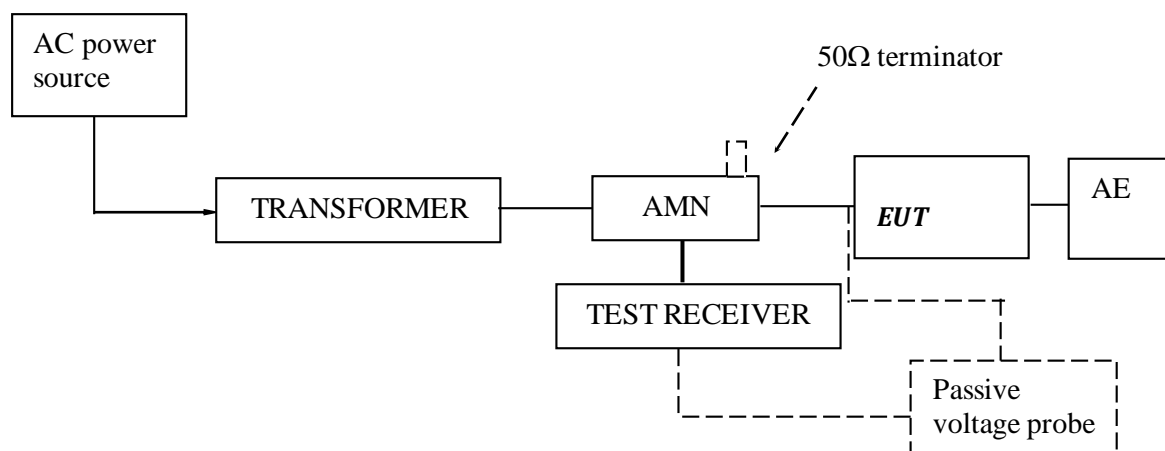 AC power
source
50Ω terminator
TRANSFORMER
AMN
EUT
AE
TEST RECEIVER
Passive
voltage probe